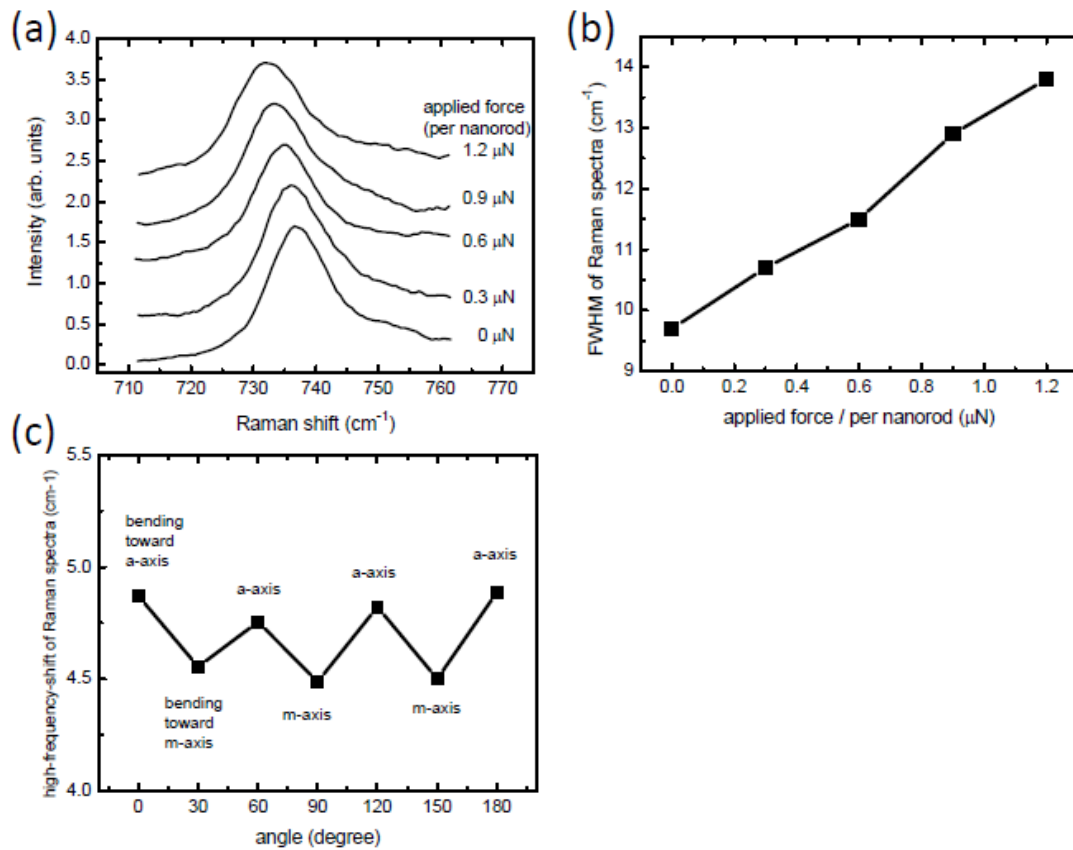 (a)
4.0
3.5
3.0
2.5
2.0
1.5
1.0
0.5
0.0
Intensity (arb. units)
applied force
(per nanorod)
1.2 μN
0.9 μN
0.6 μN
0.3 μN
0 μN
710 720 730 740 750 760 770
Raman shift (cm⁻¹)
(b)
14
13
12
11
10
9
FWHM of Raman spectra (cm⁻¹)
0.0 0.2 0.4 0.6 0.8 1.0 1.2
applied force / per nanorod (μN)
(c)
5.5
5.0
4.5
4.0
high-frequency-shift of Raman spectra (cm-1)
bending
toward
a-axis
bending
toward
m-axis
a-axis
m-axis
a-axis
m-axis
a-axis
0 30 60 90 120 150 180
angle (degree)